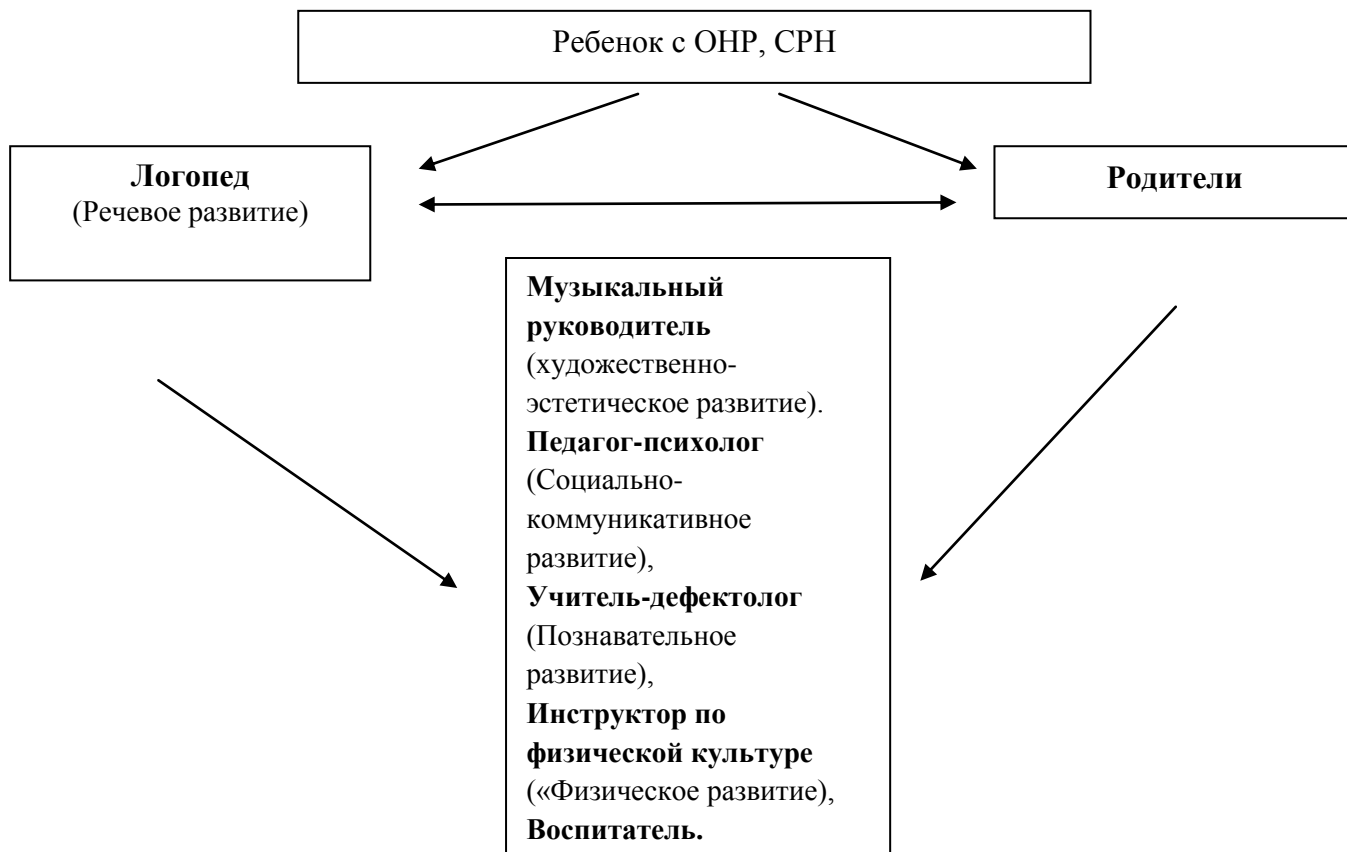 Ребенок с ОНР, СРН
Логопед
(Речевое развитие)
Родители
Музыкальный
руководитель
(художественно-
эстетическое развитие).
Педагог-психолог
(Социально-
коммуникативное
развитие),
Учитель-дефектолог
(Познавательное
развитие),
Инструктор по
физической культуре
(«Физическое развитие),
Воспитатель.